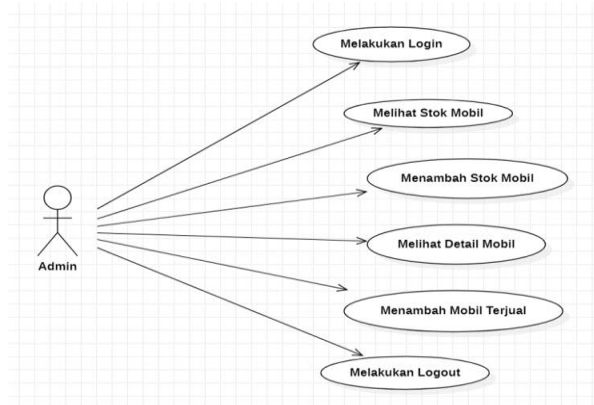 Melakukan Login
Melihat Stok Mobil
Menambah Stok Mobil
Melihat Detail Mobil
Admin
Menambah Mobil Terjual
Melakukan Logout